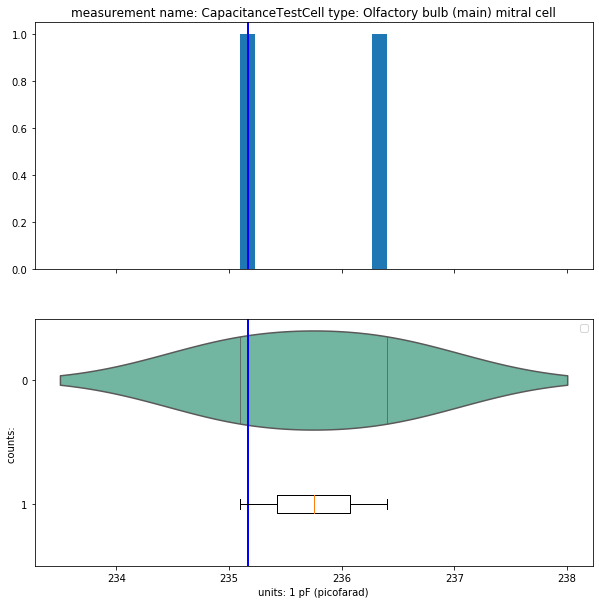 measurement name: CapacitanceTestCell type: Olfactory bulb (main) mitral cell
1.0
0.8
0.6
0.4
0.2
0.0
0
counts:
1
234 235 236 237 238
units: 1 pF (picofarad)